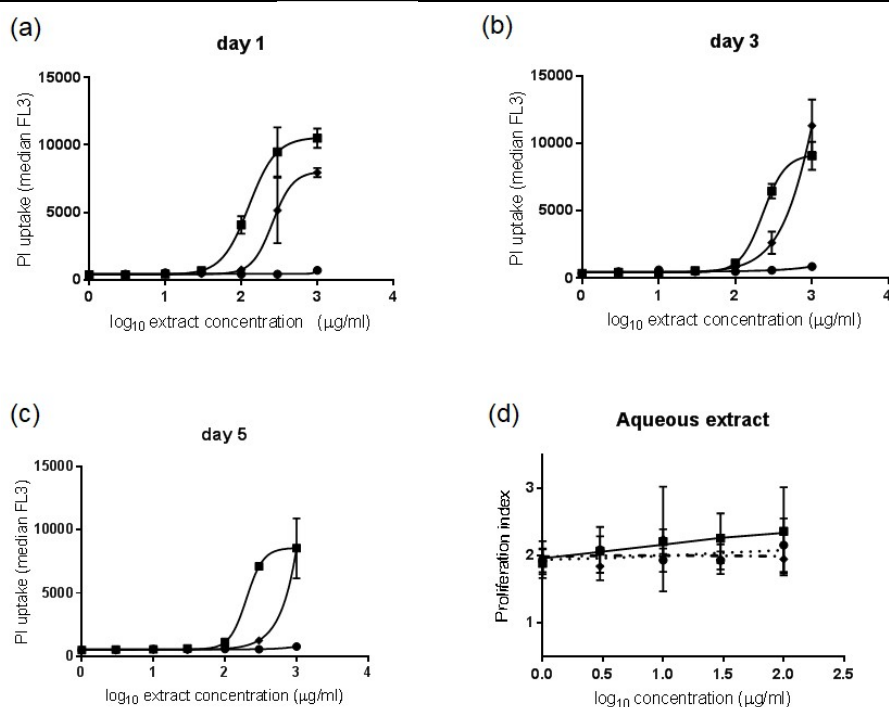 (a)
day 1
PI uptake (median FL3)
15000
10000
5000
0
0 1 2 3 4
log10 extract concentration (µg/ml)
(b)
day 3
PI uptake (median FL3)
15000
10000
5000
0
0 1 2 3 4
log10 extract concentration (µg/ml)
(c)
day 5
PI uptake (median FL3)
15000
10000
5000
0
0 1 2 3 4
log10 extract concentration (µg/ml)
(d)
Aqueous extract
Proliferation index
3
2
1
0.0 0.5 1.0 1.5 2.0 2.5
log10 concentration (µg/ml)